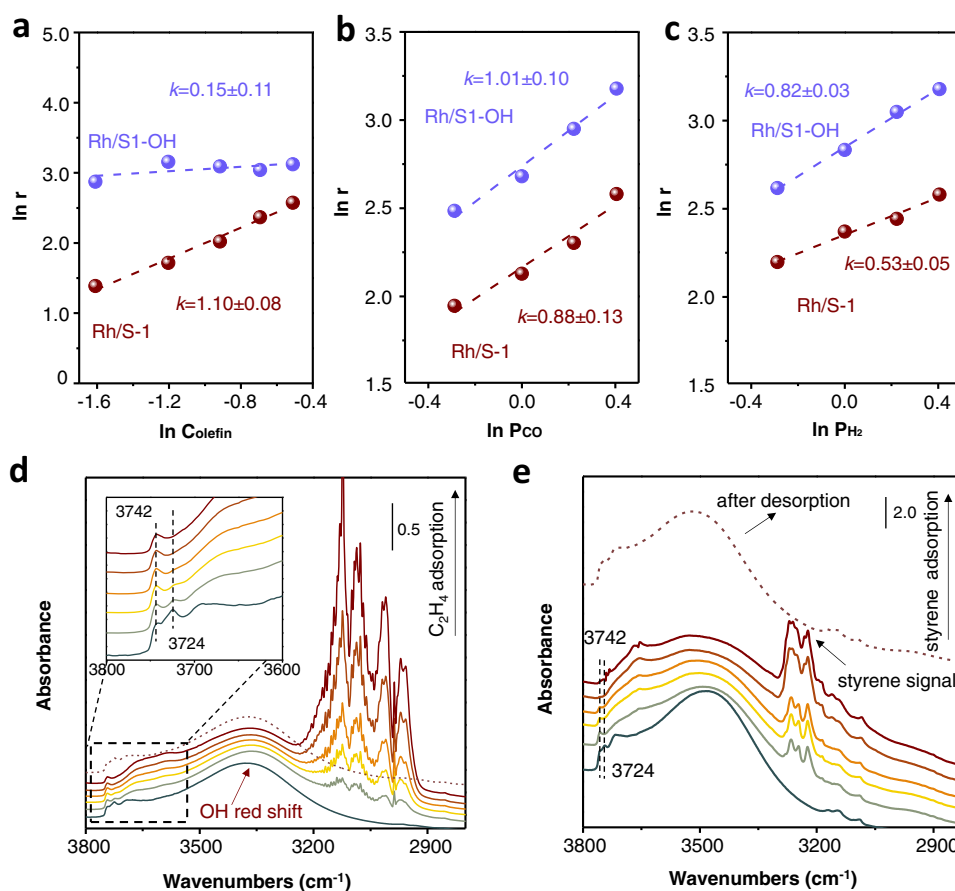 a
5.0
4.0
3.0
2.0
1.0
0
ln r
k=0.15±0.11
Rh/S1-OH
k=1.10±0.08
Rh/S-1
-1.6
-1.2
-0.8
-0.4
ln Colefin
b
3.5
3.0
2.5
2.0
1.5
ln r
k=1.01±0.10
Rh/S1-OH
k=0.88±0.13
Rh/S-1
-0.4
0.0
0.4
ln PCO
c
3.5
3.0
2.5
2.0
1.5
ln r
k=0.82±0.03
Rh/S1-OH
k=0.53±0.05
Rh/S-1
-0.4
0.0
0.4
ln PH2
d
3742
3724
3800
3700
3600
0.5
C2H4 adsorption
Absorbance
OH red shift
3800
3500
3200
2900
Wavenumbers (cm-1)
e
after desorption
2.0
styrene adsorption
3742
styrene signal
3724
Absorbance
3800
3500
3200
2900
Wavenumbers (cm-1)